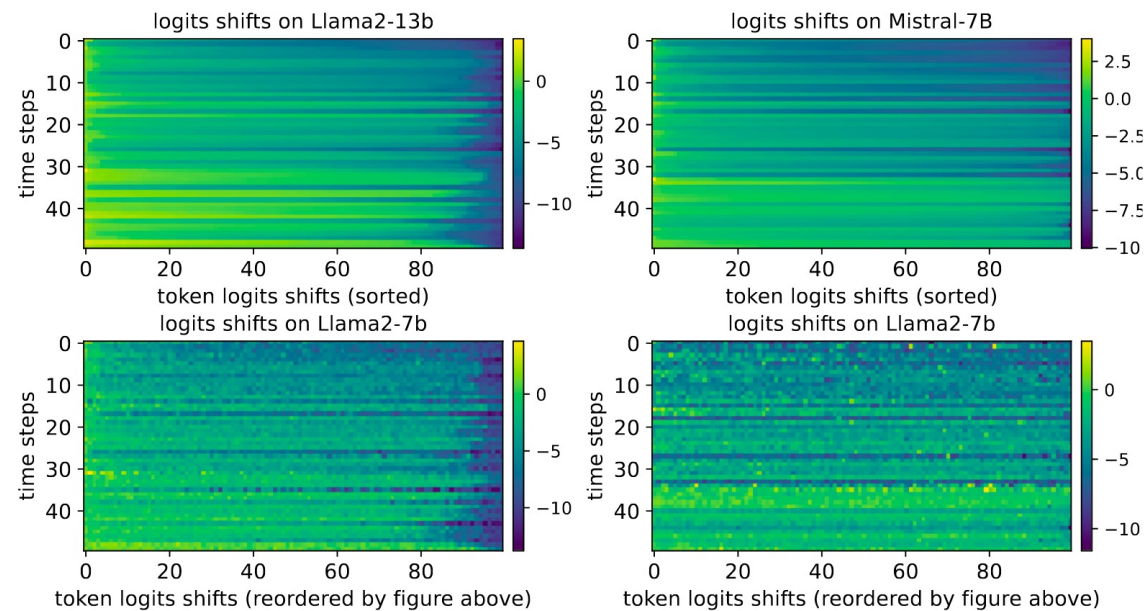 logits shifts on Llama2-13b
time steps
0
10
20
30
40
0 20 40 60 80
token logits shifts (sorted)
0
−5
−10
logits shifts on Mistral-7B
time steps
0
10
20
30
40
0 20 40 60 80
token logits shifts (sorted)
2.5
0.0
−2.5
−5.0
−7.5
−10
logits shifts on Llama2-7b
time steps
0
10
20
30
40
0 20 40 60 80
token logits shifts (reordered by figure above)
0
−5
−10
logits shifts on Llama2-7b
time steps
0
10
20
30
40
0 20 40 60 80
token logits shifts (reordered by figure above)
0
−5
−10